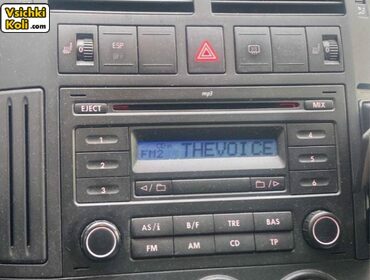 Vsichki
Koli.com
ESP
OFF
mp3
EJECT
MIX
FM2
THEVOICE
1
2
3
4
5
6
AS/i
B/F
TRE
BAS
FM
AM
CD
TP